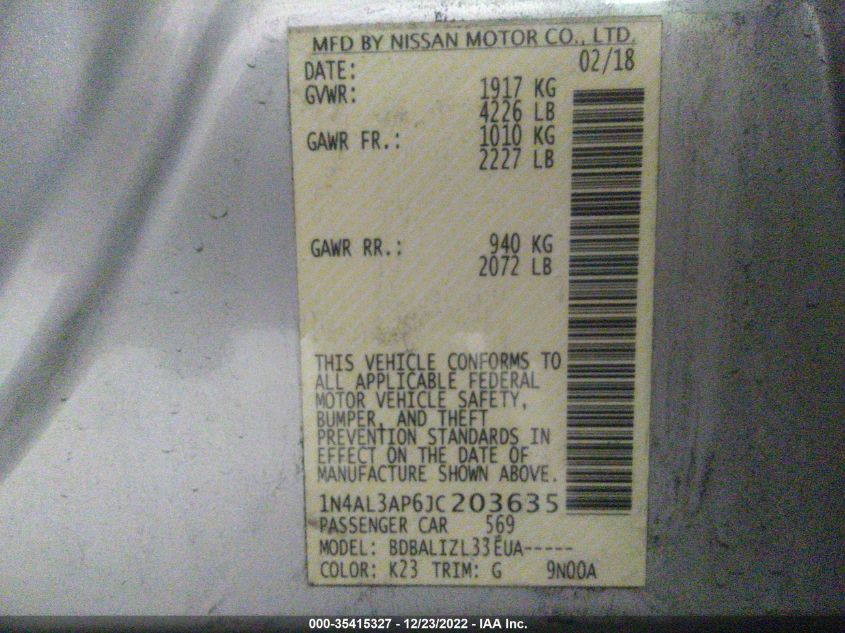 MFD BY NISSAN MOTOR CO., LTD.
DATE: 02/18
GVWR: 1917 KG
4226 LB
GAWR FR.: 1010 KG
2227 LB
GAWR RR.: 940 KG
2072 LB
THIS VEHICLE CONFORMS TO
ALL APPLICABLE FEDERAL
MOTOR VEHICLE SAFETY,
BUMPER, AND THEFT
PREVENTION STANDARDS IN
EFFECT ON THE DATE OF
MANUFACTURE SHOWN ABOVE.
1N4AL3AP6JC203635
PASSENGER CAR 569
MODEL: BDBALIZL33EUA-----
COLOR: K23 TRIM: G 9N00A
000-35415327 - 12/23/2022 - IAA Inc.